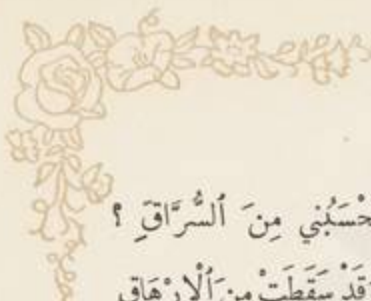 حْسَبُنِي مِنَ ٱلسُّرَّاقِ ؟
قَدْ سَقَطَتْ مِنَ ٱلْإِرْهَاقِ